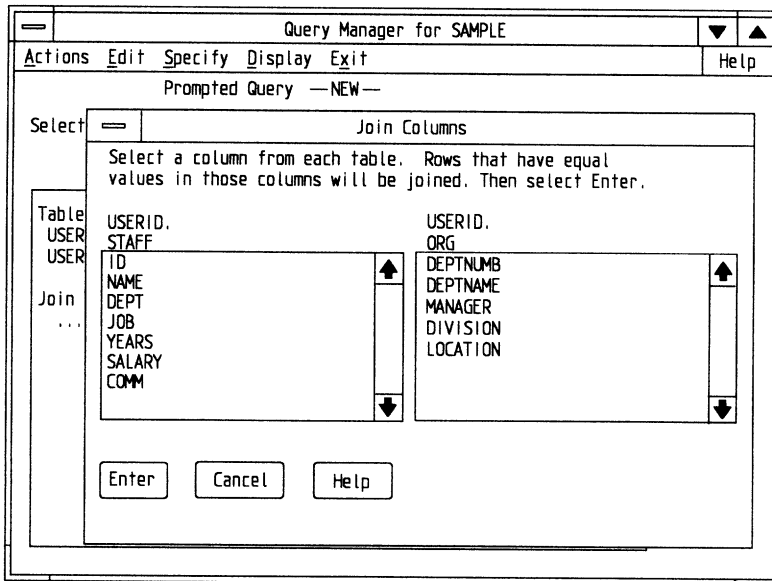 Query Manager for SAMPLE
Actions Edit Specify Display Exit Help
Prompted Query —NEW—
Select
Join Columns
Select a column from each table. Rows that have equal
values in those columns will be joined. Then select Enter.
Table
USER
USER
Join
...
USERID.
STAFF
ID
NAME
DEPT
JOB
YEARS
SALARY
COMM
USERID.
ORG
DEPTNUMB
DEPTNAME
MANAGER
DIVISION
LOCATION
Enter Cancel Help